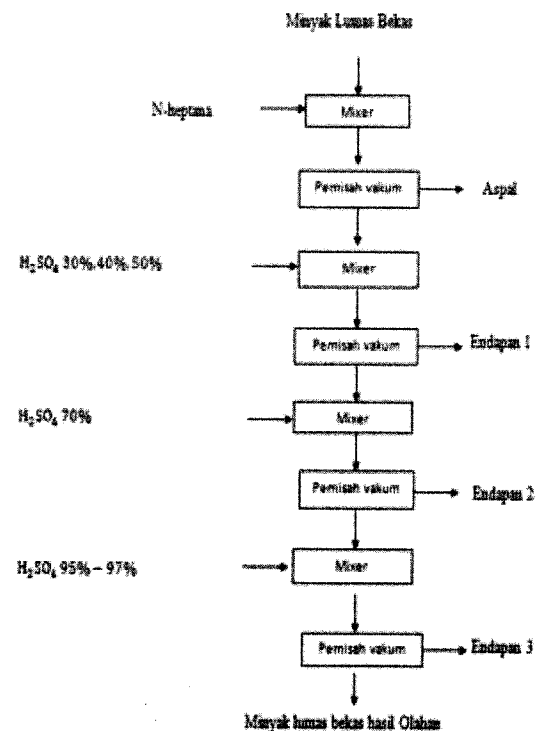 Minyak Lumas Bekas
N-heptana
Mixer
Pemisah vakum
Aspal
H₂SO₄ 30%,40%,50%
Mixer
Pemisah vakum
Endapan 1
H₂SO₄ 70%
Mixer
Pemisah vakum
Endapan 2
H₂SO₄ 95% – 97%
Mixer
Pemisah vakum
Endapan 3
Minyak lumas bekas hasil Olahan